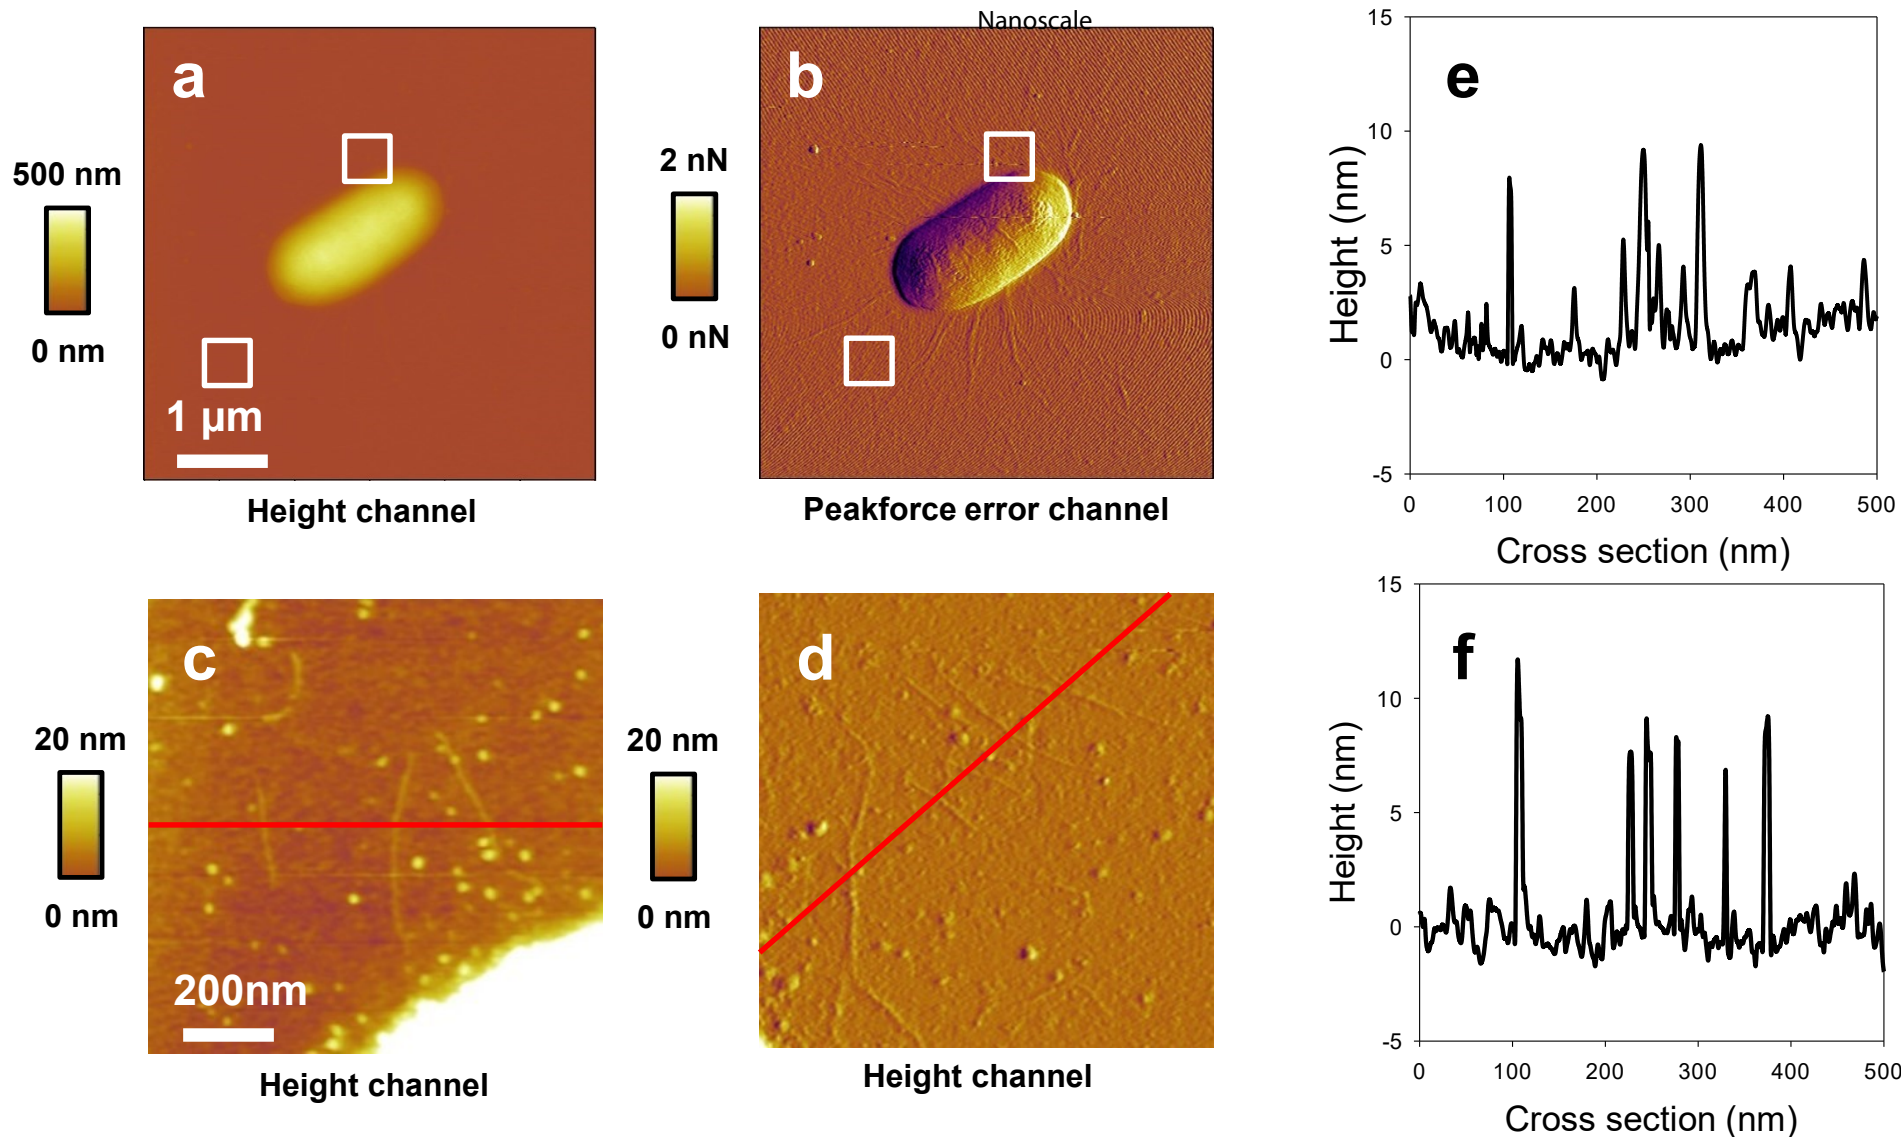 Nanoscale
a
500 nm
0 nm
1 µm
Height channel
b
2 nN
0 nN
Peakforce error channel
e
15
10
5
0
-5
Height (nm)
0 100 200 300 400 500
Cross section (nm)
c
20 nm
0 nm
200nm
Height channel
d
20 nm
0 nm
Height channel
f
15
10
5
0
-5
Height (nm)
0 100 200 300 400 500
Cross section (nm)